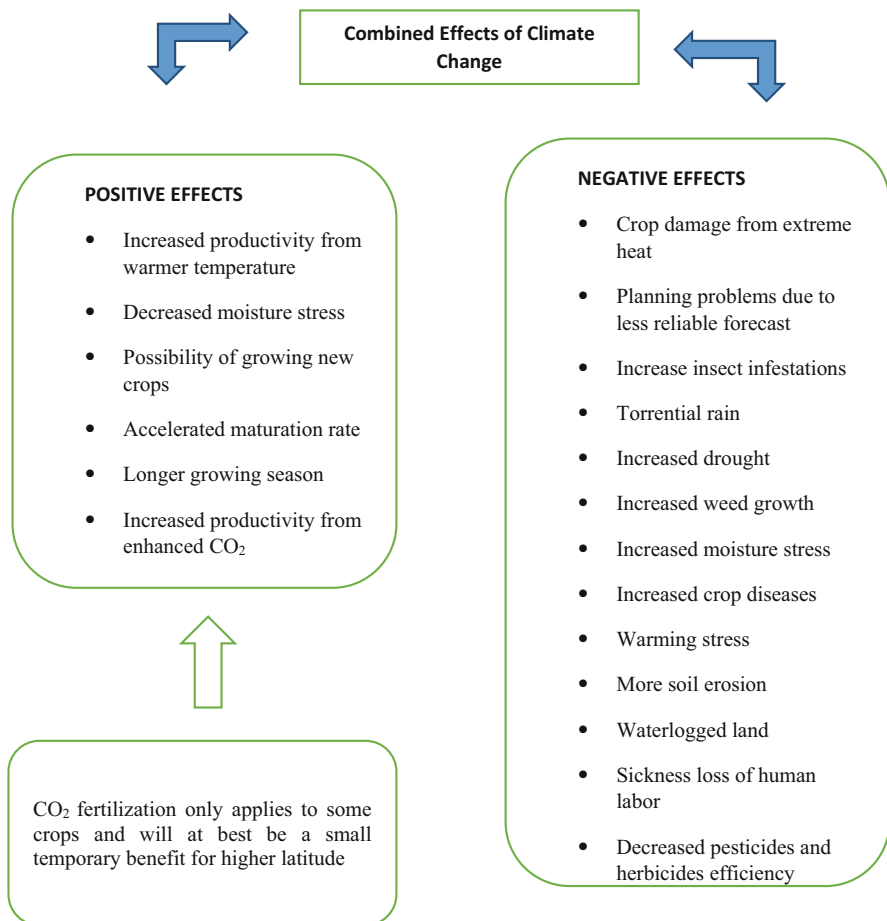 Combined Effects of Climate
Change
POSITIVE EFFECTS
• Increased productivity from
warmer temperature
• Decreased moisture stress
• Possibility of growing new
crops
• Accelerated maturation rate
• Longer growing season
• Increased productivity from
enhanced CO₂
CO₂ fertilization only applies to some
crops and will at best be a small
temporary benefit for higher latitude
NEGATIVE EFFECTS
• Crop damage from extreme
heat
• Planning problems due to
less reliable forecast
• Increase insect infestations
• Torrential rain
• Increased drought
• Increased weed growth
• Increased moisture stress
• Increased crop diseases
• Warming stress
• More soil erosion
• Waterlogged land
• Sickness loss of human
labor
• Decreased pesticides and
herbicides efficiency